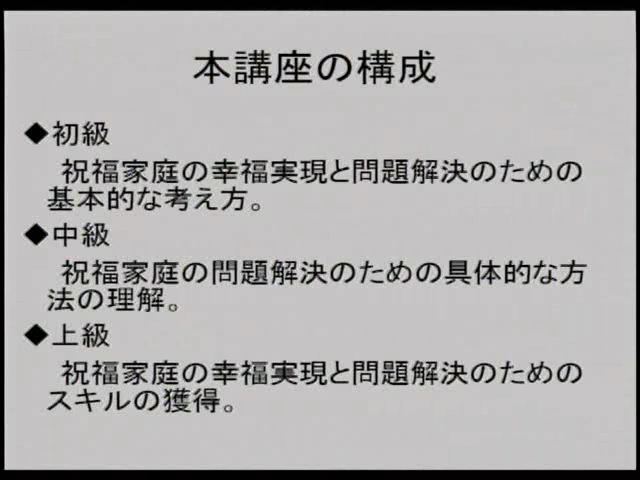 本講座の構成
◆初級
祝福家庭の幸福実現と問題解決のための
基本的な考え方。
◆中級
祝福家庭の問題解決のための具体的な方
法の理解。
◆上級
祝福家庭の幸福実現と問題解決のための
スキルの獲得。